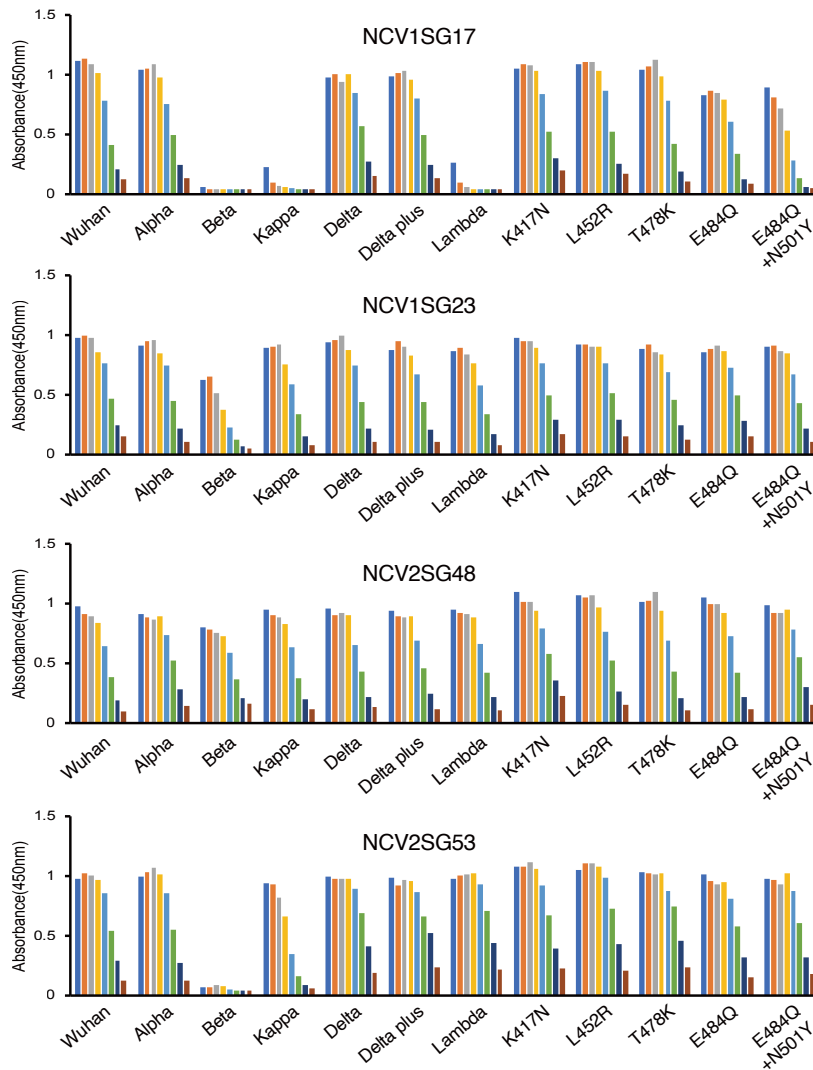 NCV1SG17
Absorbance(450nm)
1.5
1
0.5
0
Wuhan
Alpha
Beta
Kappa
Delta
Delta plus
Lambda
K417N
L452R
T478K
E484Q
E484Q
+N501Y
NCV1SG23
Absorbance(450nm)
1.5
1
0.5
0
Wuhan
Alpha
Beta
Kappa
Delta
Delta plus
Lambda
K417N
L452R
T478K
E484Q
E484Q
+N501Y
NCV2SG48
Absorbance(450nm)
1.5
1
0.5
0
Wuhan
Alpha
Beta
Kappa
Delta
Delta plus
Lambda
K417N
L452R
T478K
E484Q
E484Q
+N501Y
NCV2SG53
Absorbance(450nm)
1.5
1
0.5
0
Wuhan
Alpha
Beta
Kappa
Delta
Delta plus
Lambda
K417N
L452R
T478K
E484Q
E484Q
+N501Y